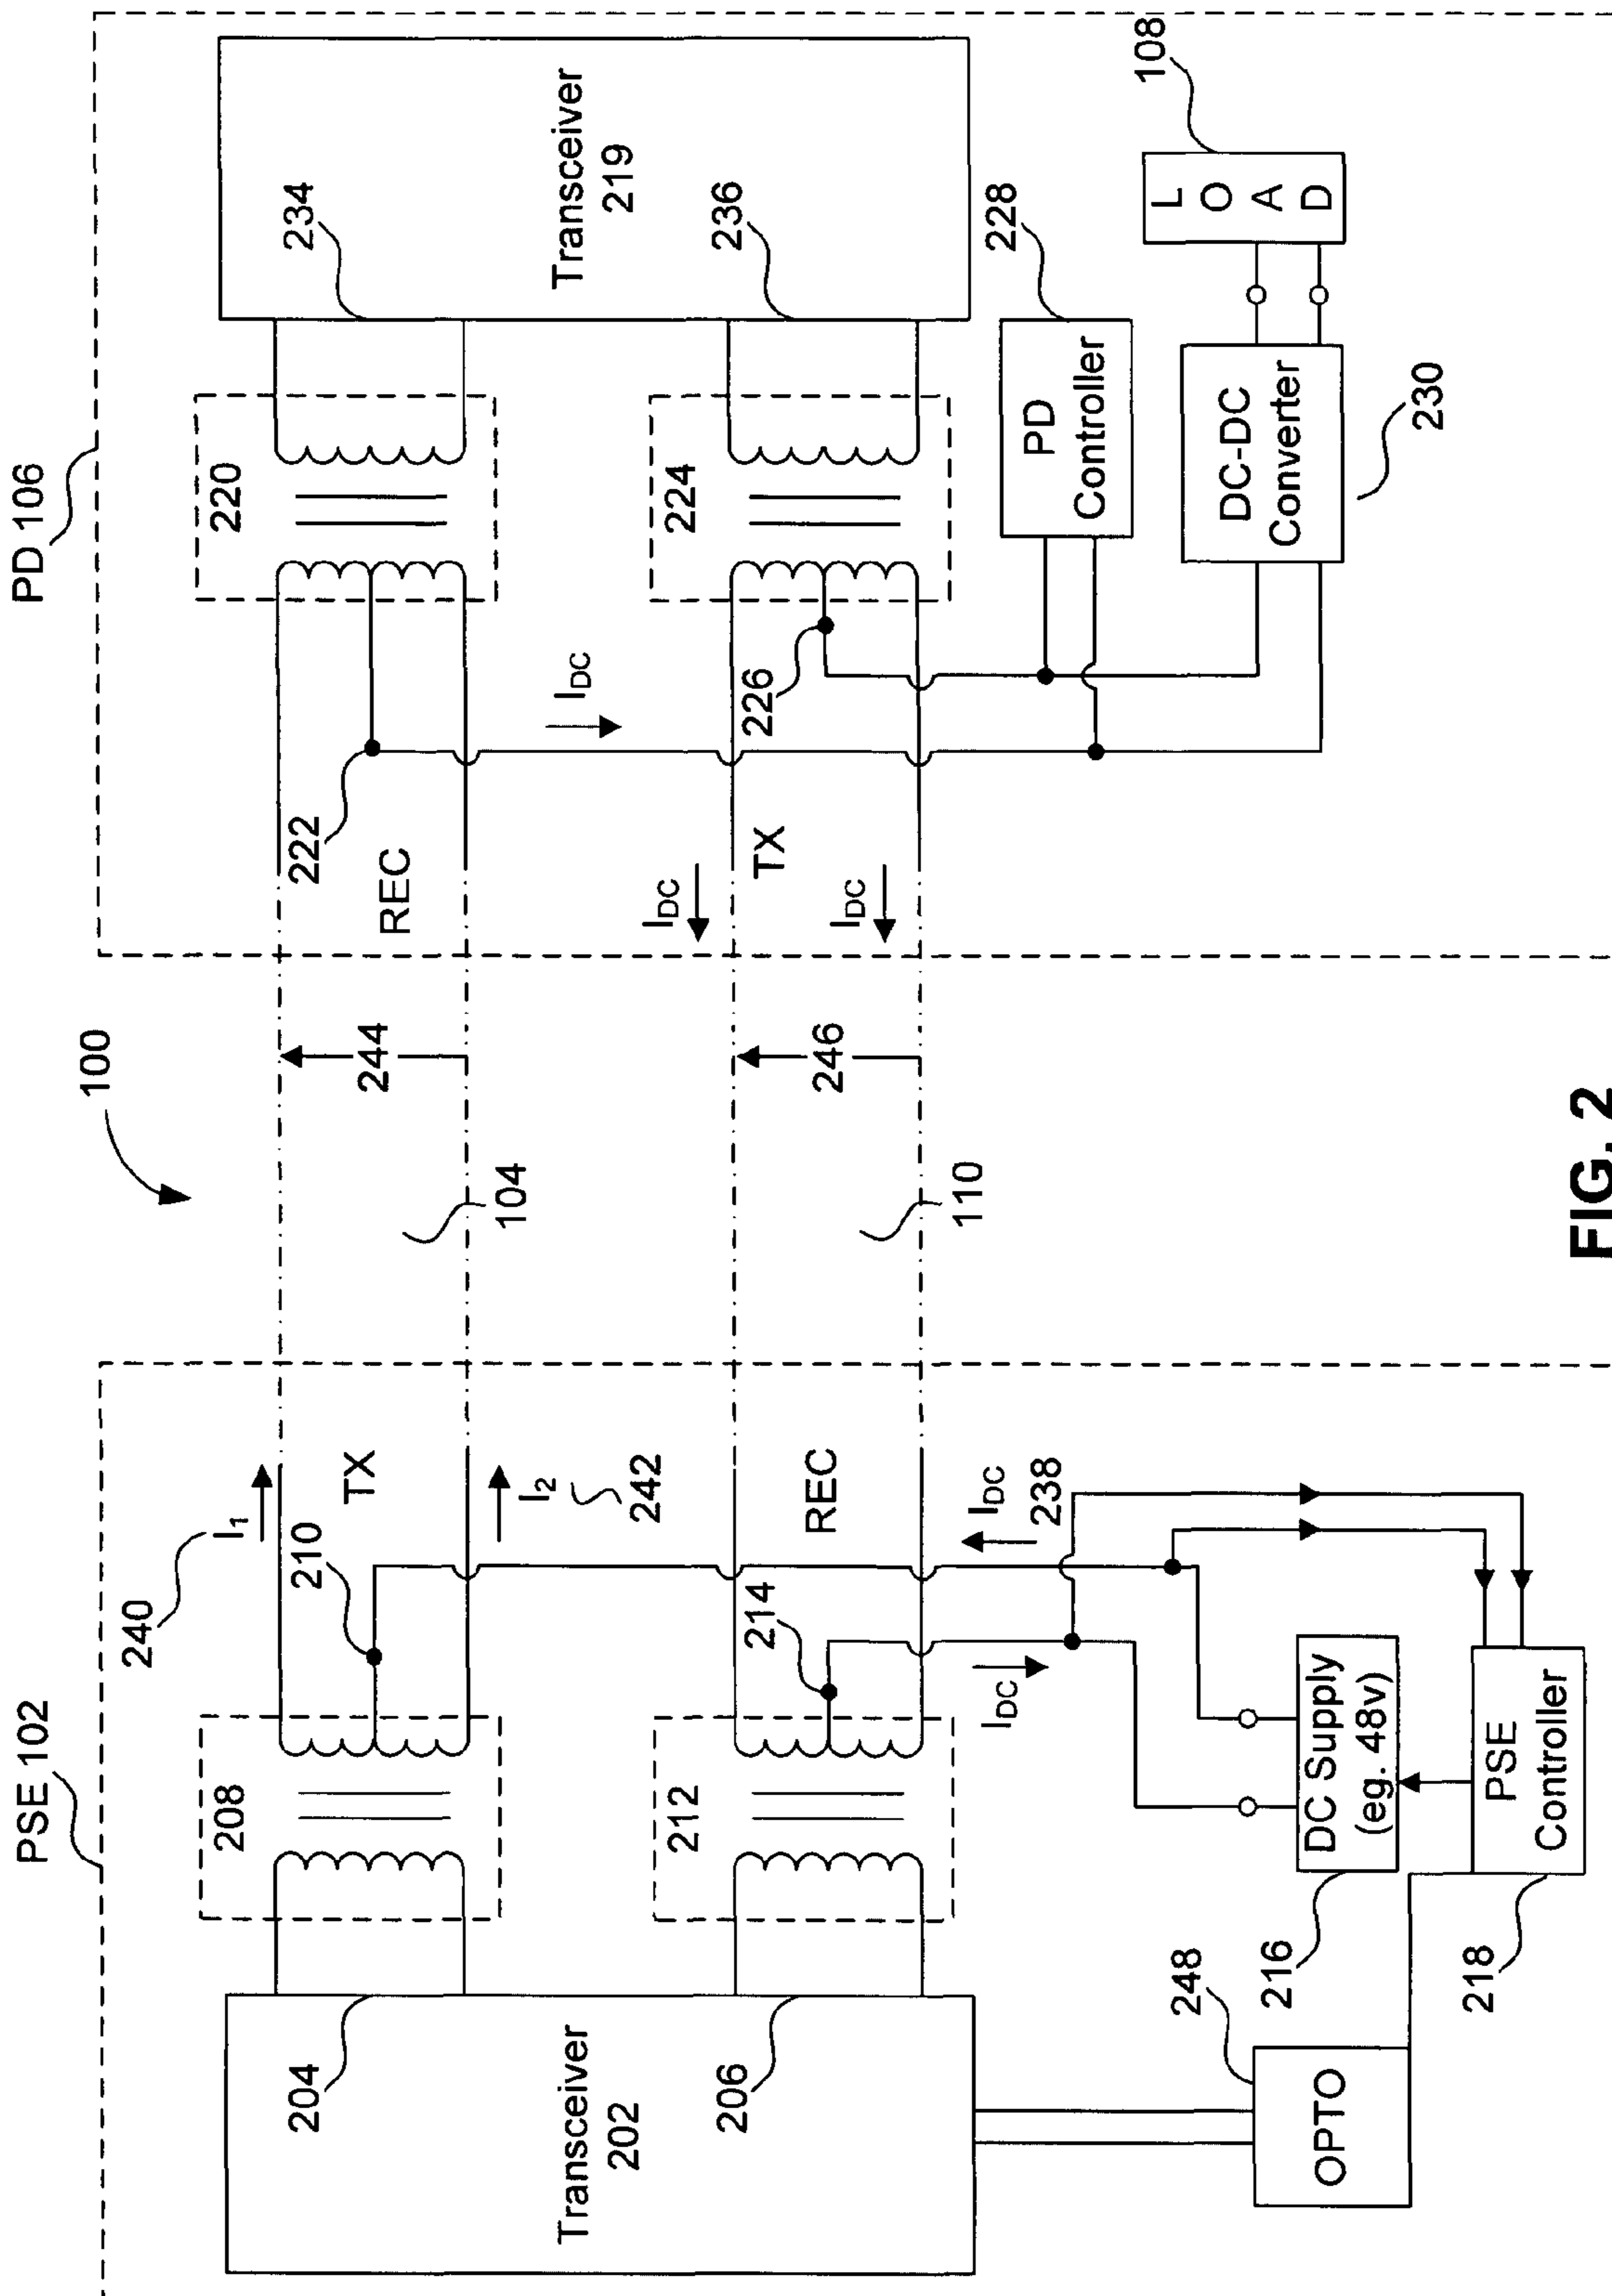 100
PSE 102
PD 106
240
I1
TX
208
210
I2
242
204
Transceiver
202
206
212
214
REC
IDC
238
IDC
248
OPTO
216
DC Supply
(eg. 48v)
218
PSE
Controller
244
104
246
110
222
REC
IDC
220
234
Transceiver
219
IDC
IDC
TX
226
224
236
228
PD
Controller
DC-DC
Converter
230
108
L
O
A
D
FIG. 2